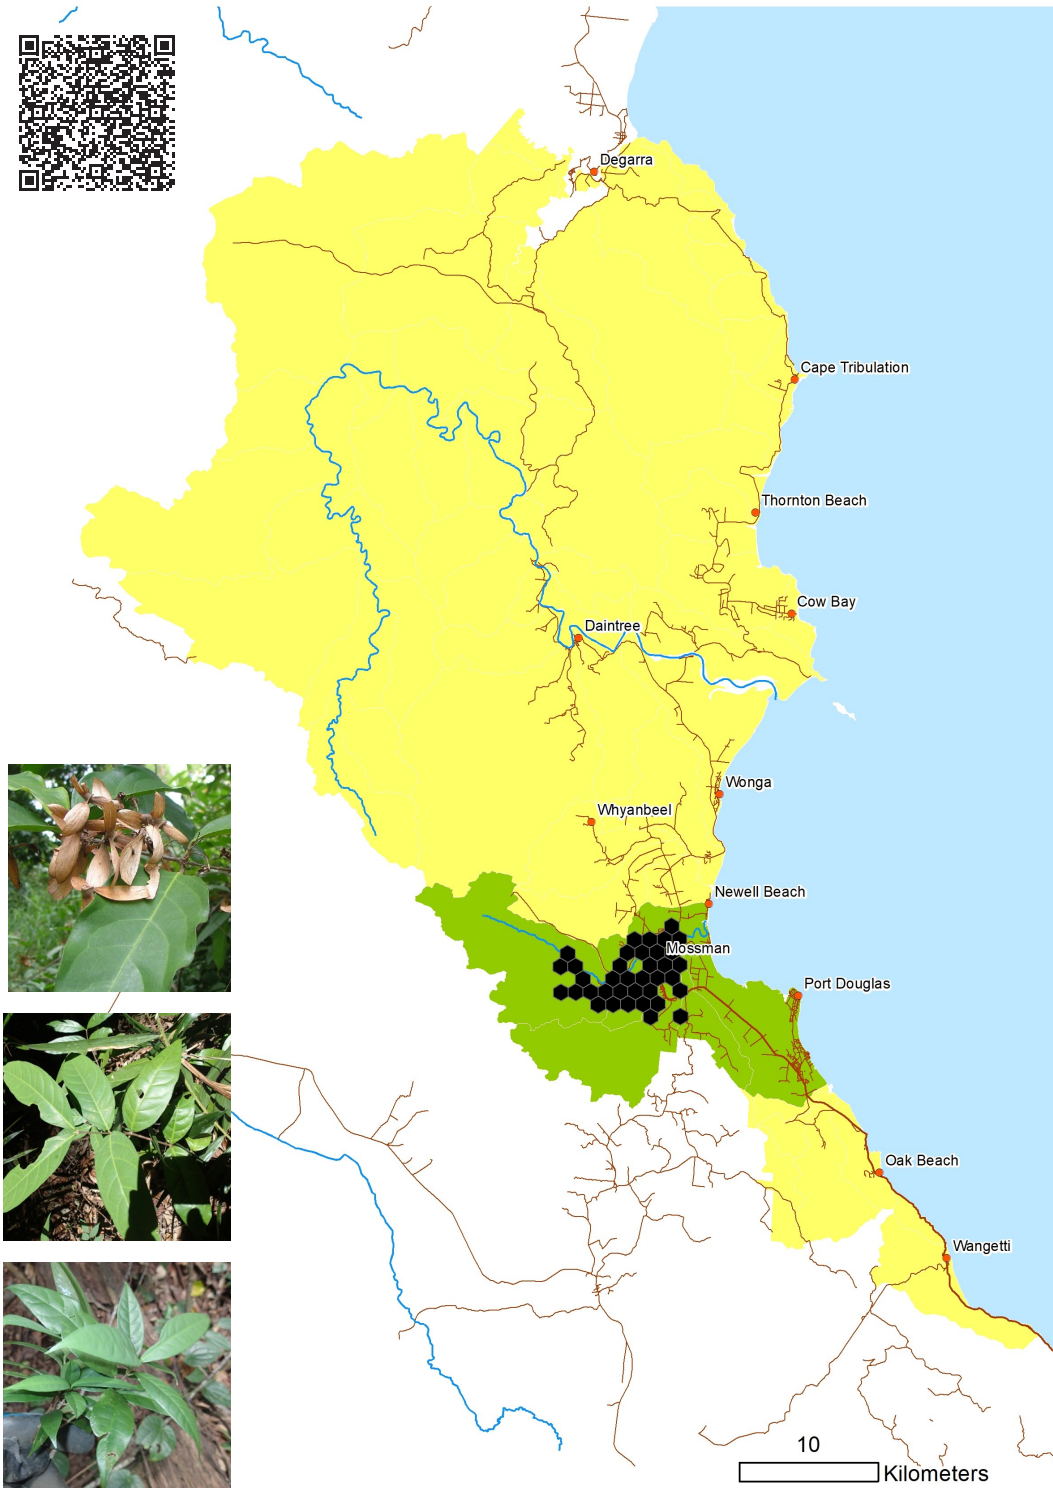 Degarra
Cape Tribulation
Thornton Beach
Cow Bay
Daintree
Wonga
Whyanbeel
Newell Beach
Mossman
Port Douglas
Oak Beach
Wangetti
10
Kilometers